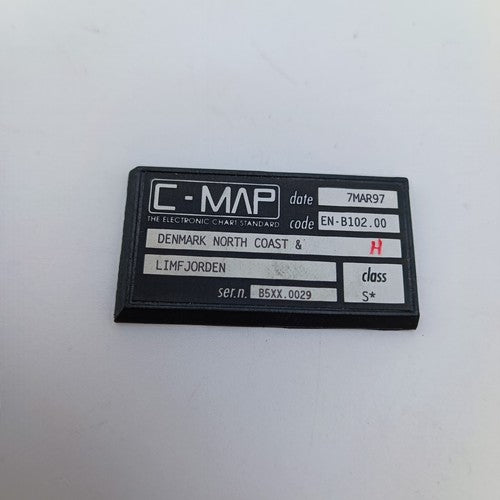 C-MAP
THE ELECTRONIC CHART STANDARD
date 7MAR97
code EN-B102.00
DENMARK NORTH COAST & H
LIMFJORDEN
class
S*
ser.n. B5XX.0029